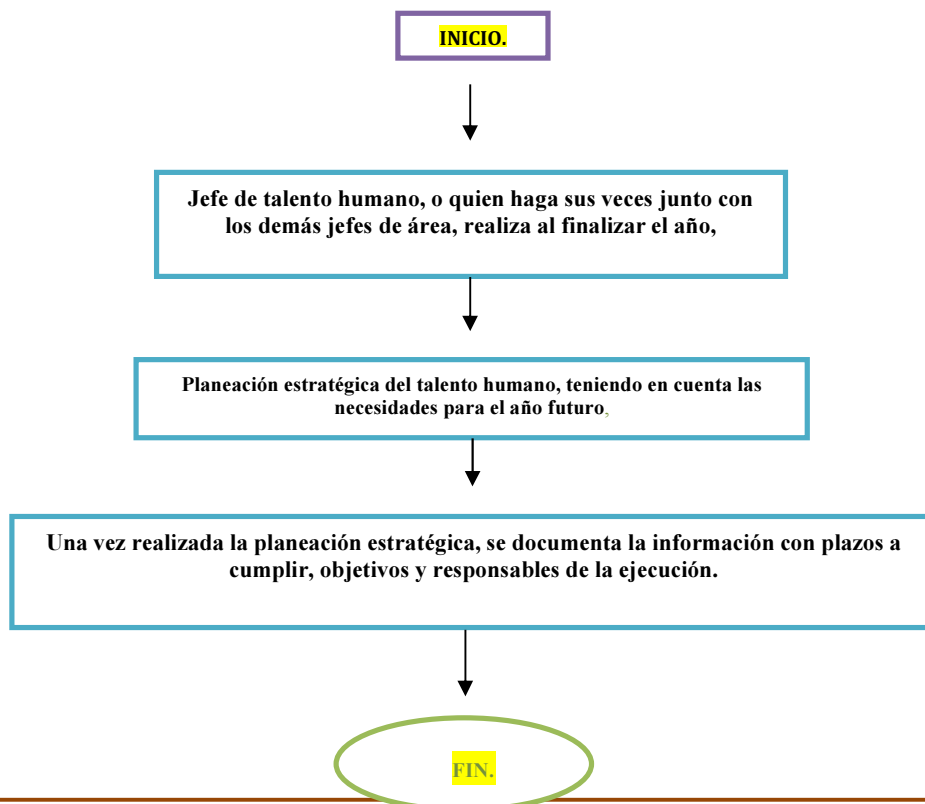 INICIO.
Jefe de talento humano, o quien haga sus veces junto con
los demás jefes de área, realiza al finalizar el año,
Planeación estratégica del talento humano, teniendo en cuenta las
necesidades para el año futuro,
Una vez realizada la planeación estratégica, se documenta la información con plazos a
cumplir, objetivos y responsables de la ejecución.
FIN.